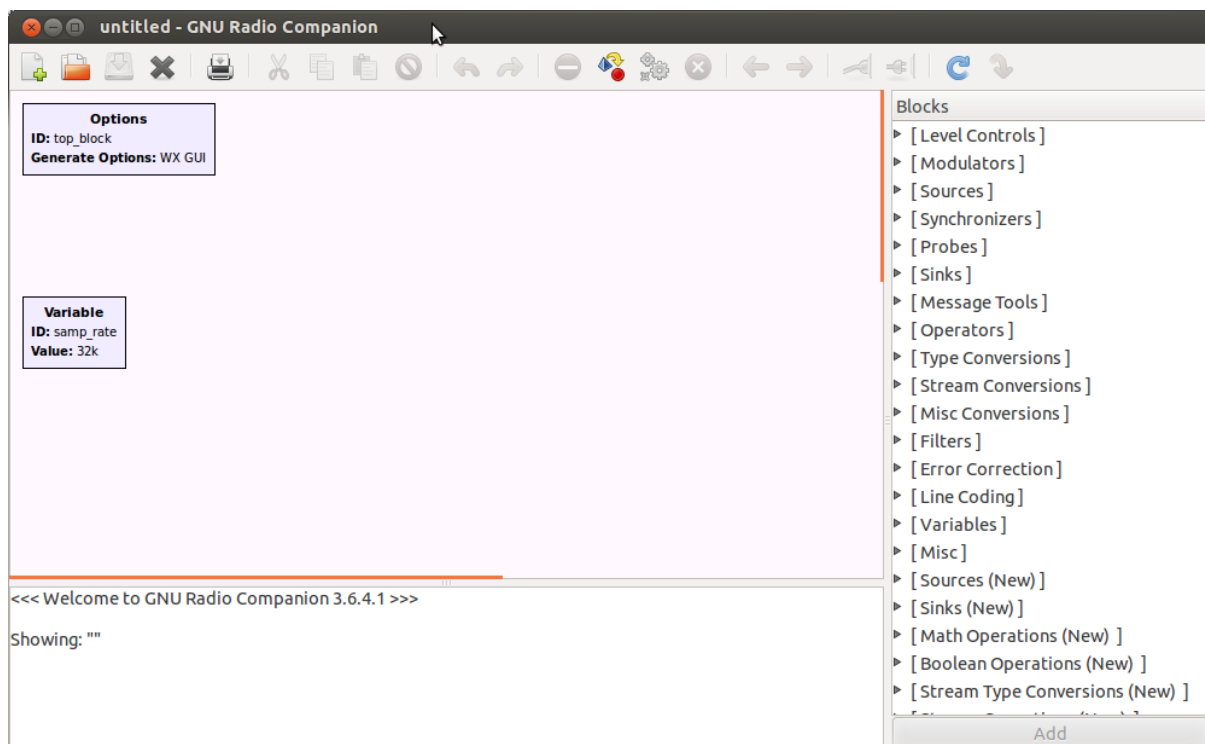 untitled - GNU Radio Companion
Options
ID: top_block
Generate Options: WX GUI
Variable
ID: samp_rate
Value: 32k
<<< Welcome to GNU Radio Companion 3.6.4.1 >>>
Showing: ""
Blocks
[ Level Controls ]
[ Modulators ]
[ Sources ]
[ Synchronizers ]
[ Probes ]
[ Sinks ]
[ Message Tools ]
[ Operators ]
[ Type Conversions ]
[ Stream Conversions ]
[ Misc Conversions ]
[ Filters ]
[ Error Correction ]
[ Line Coding ]
[ Variables ]
[ Misc ]
[ Sources (New) ]
[ Sinks (New) ]
[ Math Operations (New) ]
[ Boolean Operations (New) ]
[ Stream Type Conversions (New) ]
Add